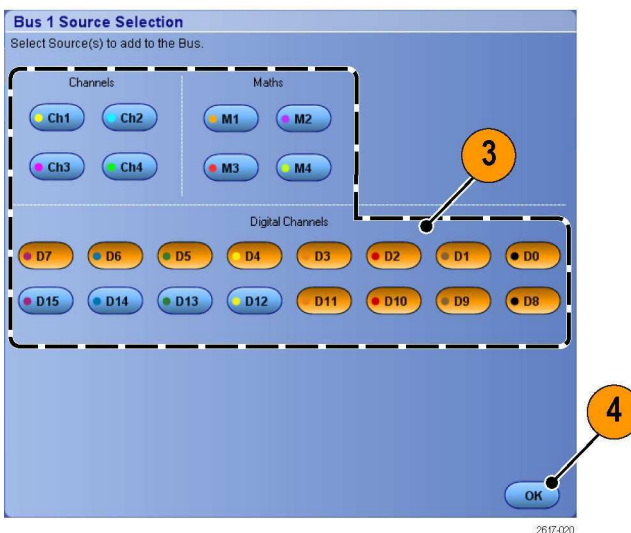 Bus 1 Source Selection
Select Source(s) to add to the Bus.
Channels Maths
Ch1 Ch2 M1 M2
3
Ch3 Ch4 M3 M4
Digital Channels
D7 D6 D5 D4 D3 D2 D1 D0
D15 D14 D13 D12 D11 D10 D9 D8
4
OK
2617-020